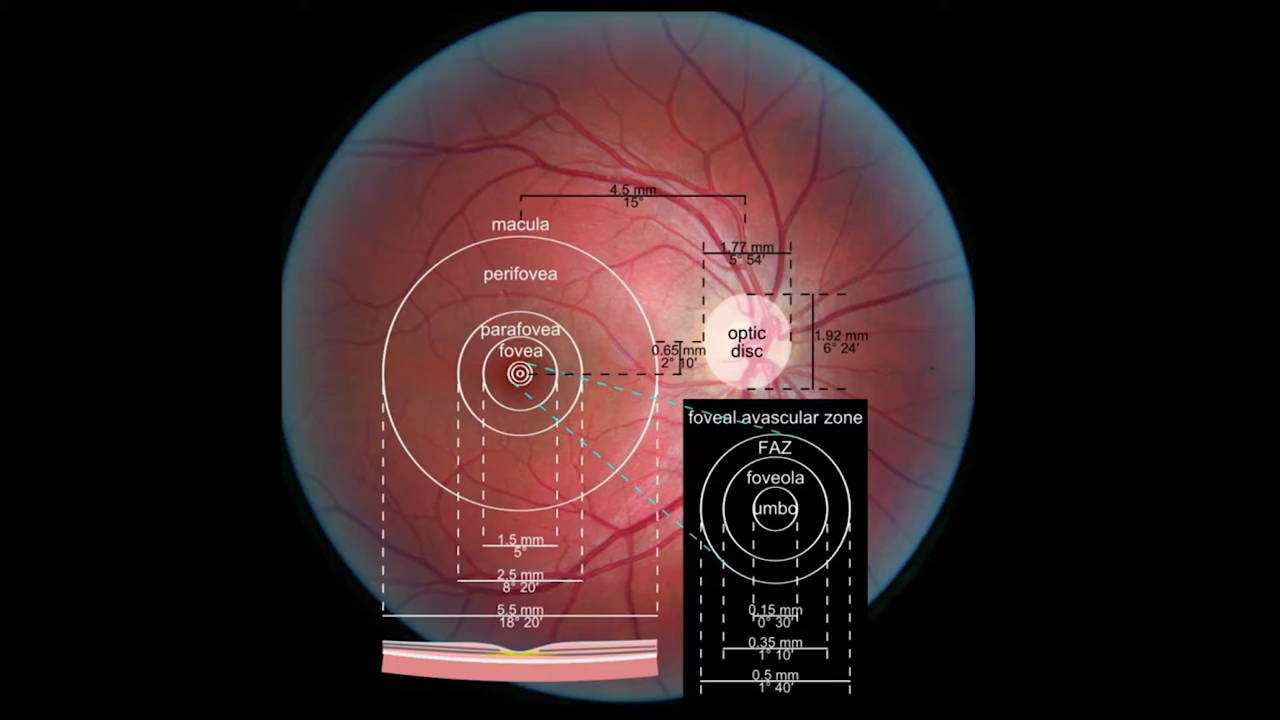 4.5 mm
15°
macula
1.77 mm
5° 54'
perifovea
parafovea
fovea
optic
disc
1.92 mm
6° 24'
0.65 mm
2° 10'
foveal avascular zone
FAZ
foveola
umbo
1.5 mm
5°
2.5 mm
8° 20'
5.5 mm
18° 20'
0.15 mm
0° 30'
0.35 mm
1° 10'
0.5 mm
1° 40'